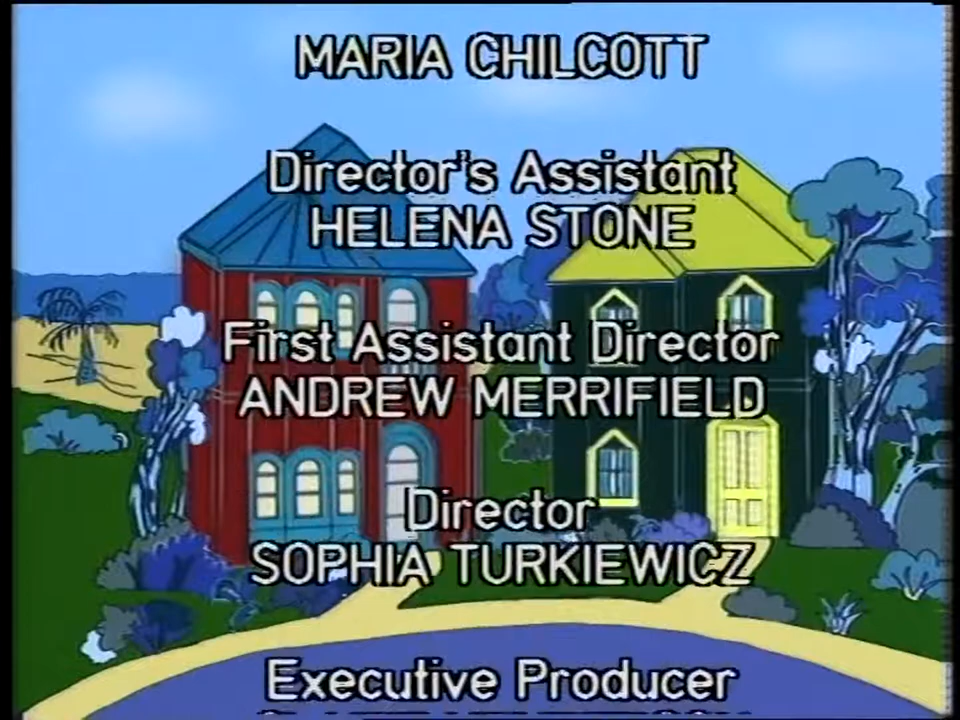 MARIA CHILCOTT
Director's Assistant
HELENA STONE
First Assistant Director
ANDREW MERRIFIELD
Director
SOPHIA TURKIEWICZ
Executive Producer